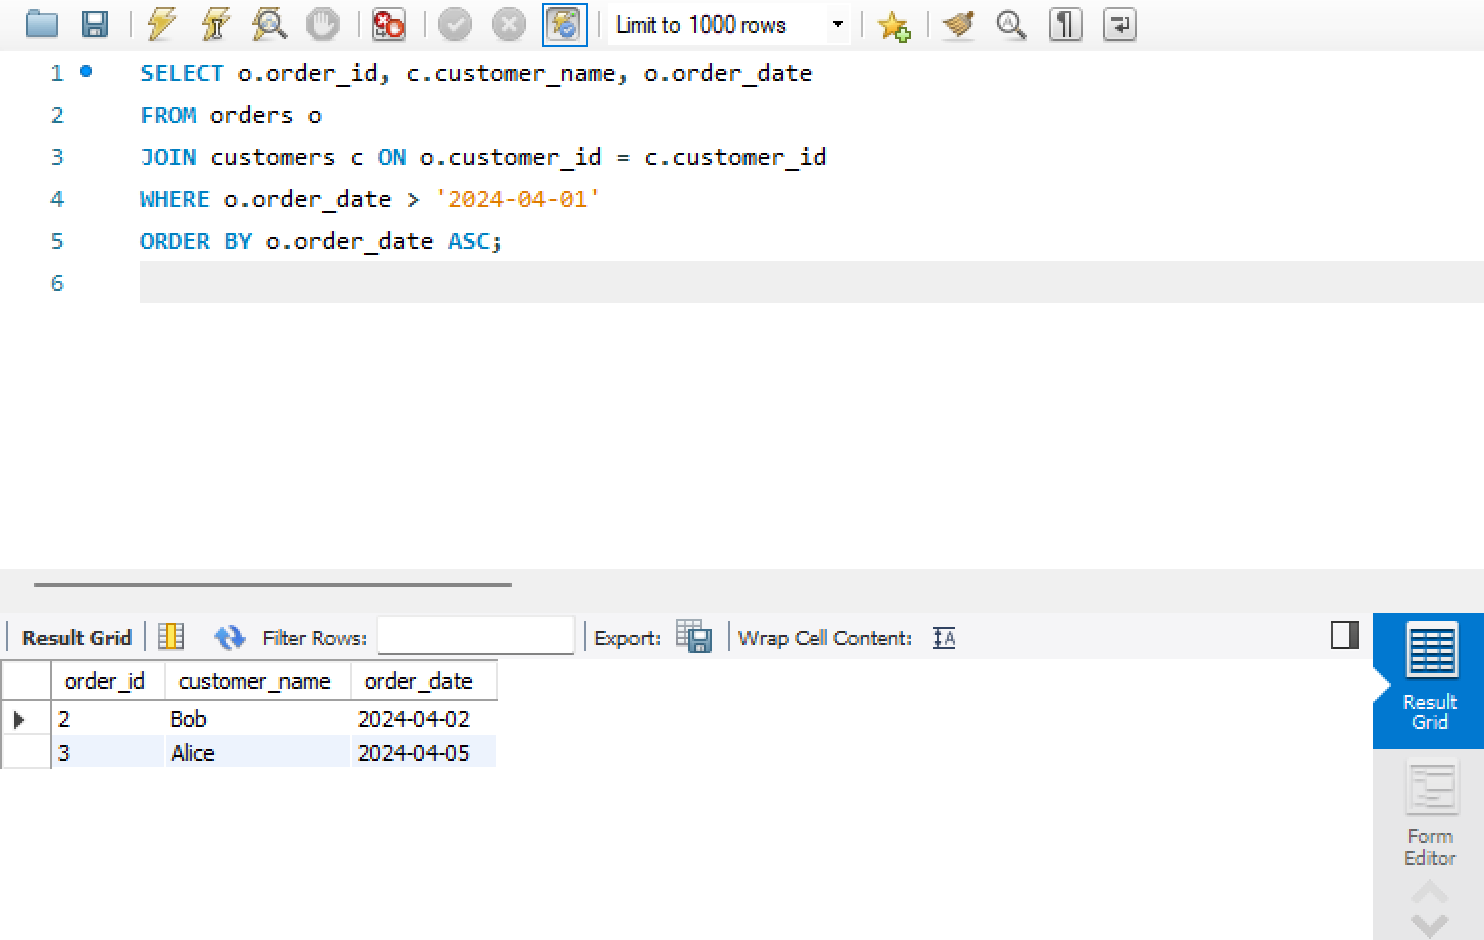 Limit to 1000 rows
1 SELECT o.order_id, c.customer_name, o.order_date
2 FROM orders o
3 JOIN customers c ON o.customer_id = c.customer_id
4 WHERE o.order_date > '2024-04-01'
5 ORDER BY o.order_date ASC;
6
Result Grid Filter Rows: Export: Wrap Cell Content:
order_id customer_name order_date
2 Bob 2024-04-02
3 Alice 2024-04-05
Result
Grid
Form
Editor